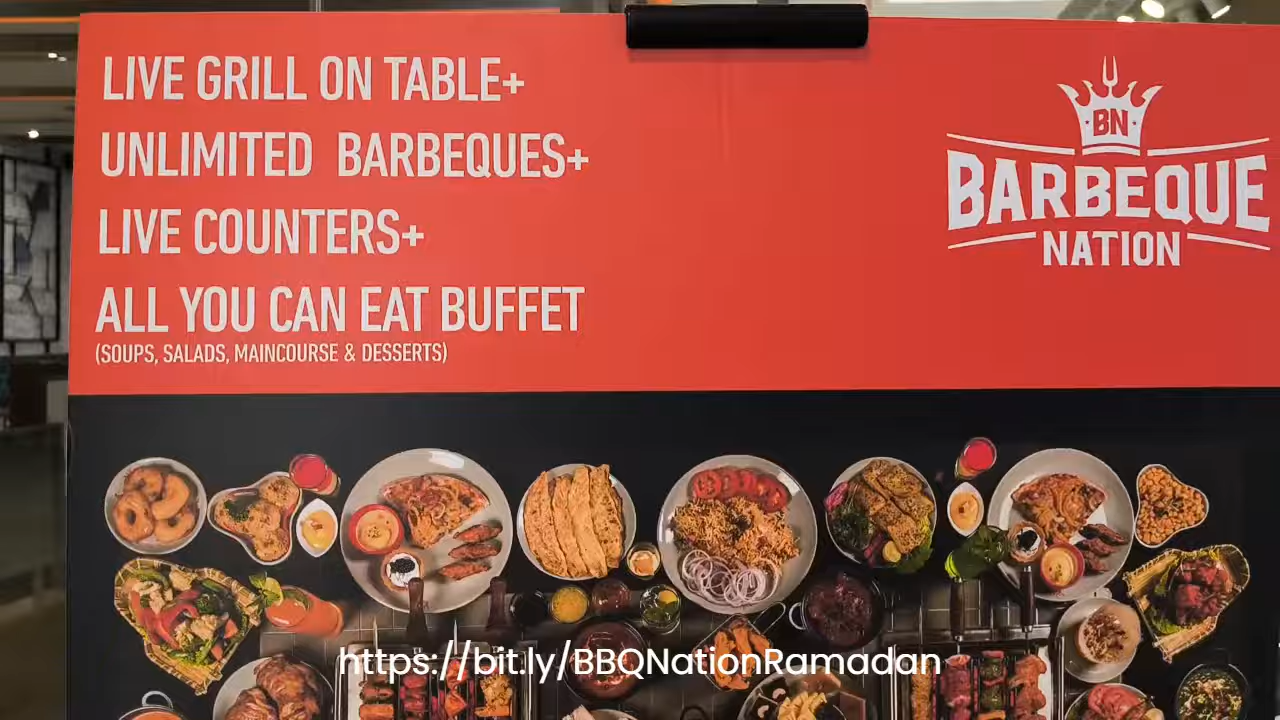 LIVE GRILL ON TABLE+
UNLIMITED BARBEQUES+
LIVE COUNTERS+
ALL YOU CAN EAT BUFFET
(SOUPS, SALADS, MAINCOURSE & DESSERTS)
BN
BARBEQUE
NATION
https://bit.ly/BBQNationRamadan